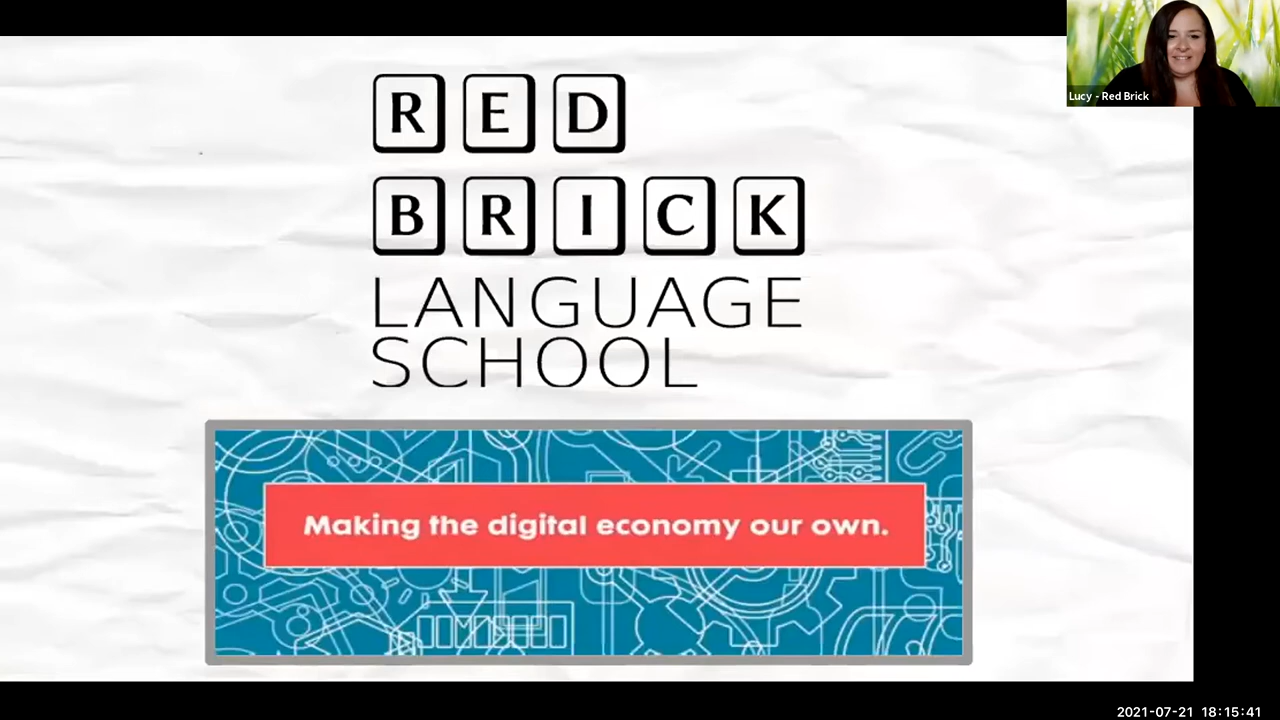 RED
BRICK
LANGUAGE
SCHOOL
Making the digital economy our own.
Lucy - Red Brick
2021-07-21 18:15:41